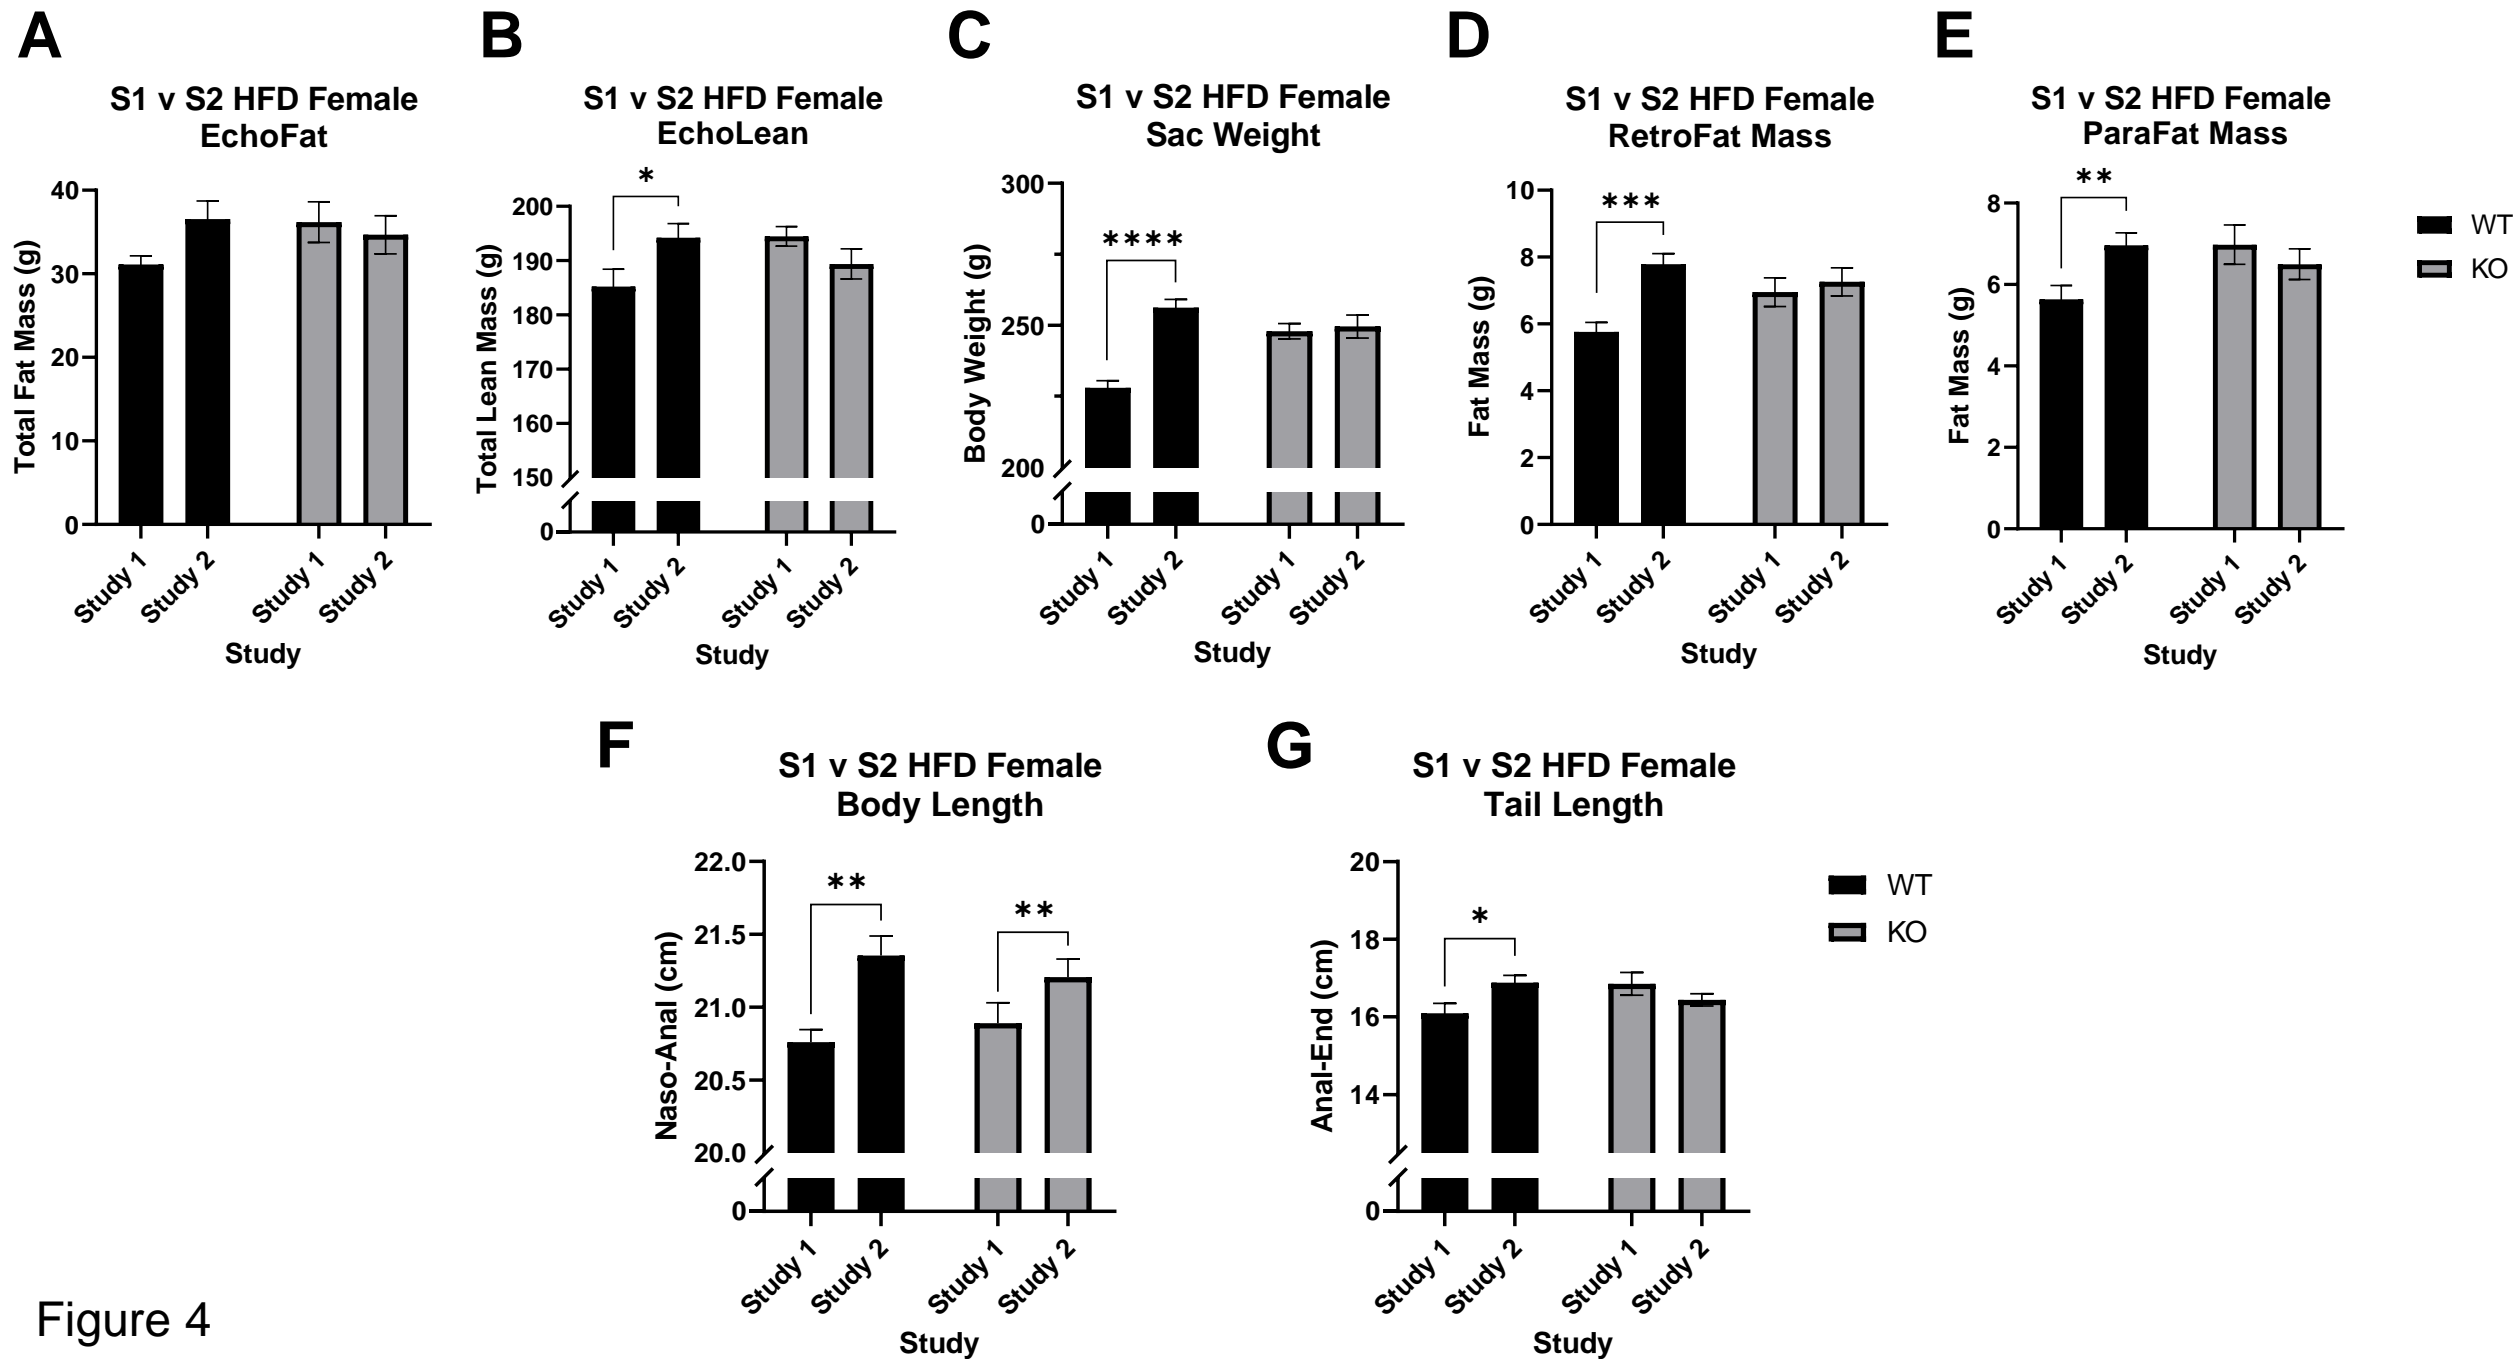 A
S1 v S2 HFD Female
EchoFat
Total Fat Mass (g)
40
30
20
10
0
Study 1
Study 2
Study 1
Study 2
Study
B
S1 v S2 HFD Female
EchoLean
Total Lean Mass (g)
*
200
190
180
170
160
150
0
Study 1
Study 2
Study 1
Study 2
Study
C
S1 v S2 HFD Female
Sac Weight
Body Weight (g)
****
300
250
200
0
Study 1
Study 2
Study 1
Study 2
Study
D
S1 v S2 HFD Female
RetroFat Mass
Fat Mass (g)
***
10
8
6
4
2
0
Study 1
Study 2
Study 1
Study 2
Study
E
S1 v S2 HFD Female
ParaFat Mass
Fat Mass (g)
**
8
6
4
2
0
Study 1
Study 2
Study 1
Study 2
Study
WT
KO
F
S1 v S2 HFD Female
Body Length
Naso-Anal (cm)
**
**
22.0
21.5
21.0
20.5
20.0
0
Study 1
Study 2
Study 1
Study 2
Study
G
S1 v S2 HFD Female
Tail Length
Anal-End (cm)
*
20
18
16
14
0
Study 1
Study 2
Study 1
Study 2
Study
WT
KO
Figure 4